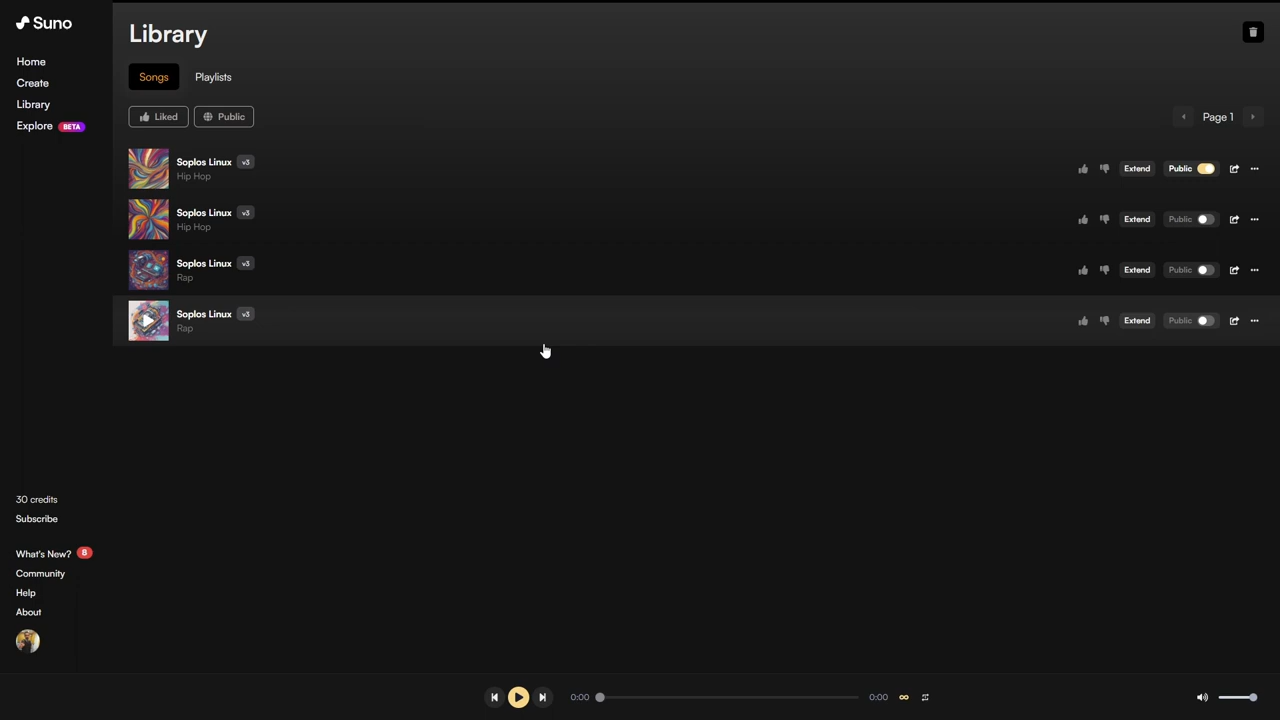 Suno
Home
Create
Library
Explore BETA
30 credits
Subscribe
What's New? 8
Community
Help
About
Library
Songs Playlists
Liked Public
Page 1
Soplos Linux v3
Hip Hop
Extend Public
Soplos Linux v3
Hip Hop
Extend Public
Soplos Linux v3
Rap
Extend Public
Soplos Linux v3
Rap
Extend Public
0:00 0:00